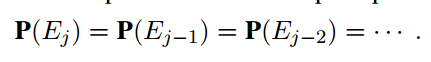 P(E_j) = P(E_{j−1}) = P(E_{j−2}) = ··· .